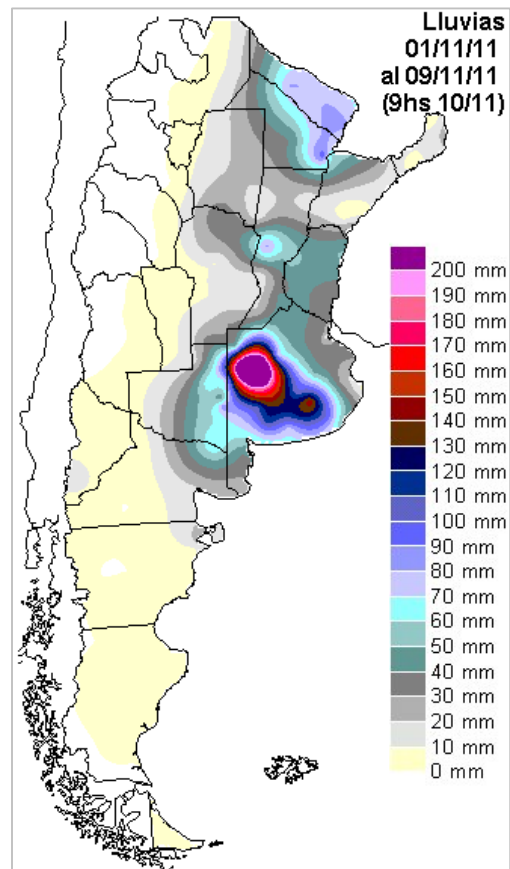 Lluvias
01/11/11
al 09/11/11
(9hs 10/11)
200 mm
190 mm
180 mm
170 mm
160 mm
150 mm
140 mm
130 mm
120 mm
110 mm
100 mm
90 mm
80 mm
70 mm
60 mm
50 mm
40 mm
30 mm
20 mm
10 mm
0 mm